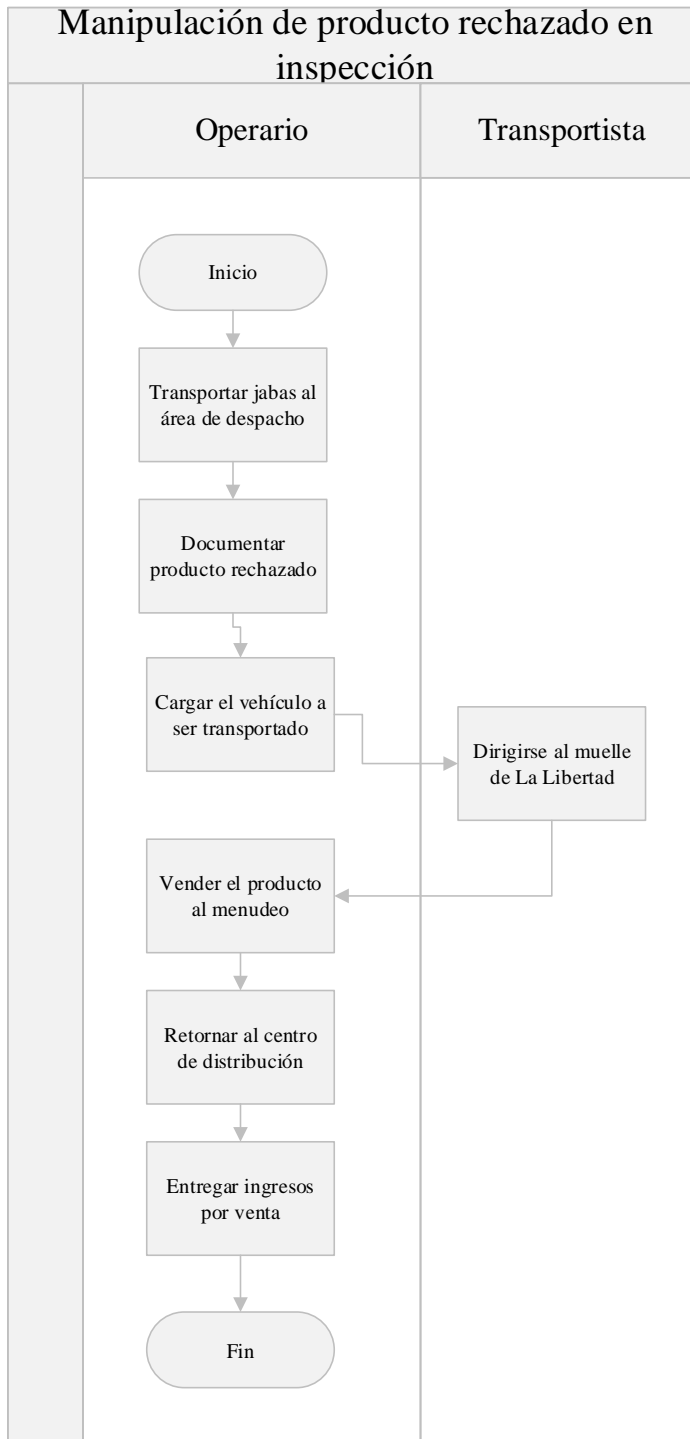 Manipulación de producto rechazado en
inspección
Operario
Transportista
Inicio
Transportar jabas al
área de despacho
Documentar
producto rechazado
Cargar el vehículo a
ser transportado
Dirigirse al muelle
de La Libertad
Vender el producto
al menudeo
Retornar al centro
de distribución
Entregar ingresos
por venta
Fin